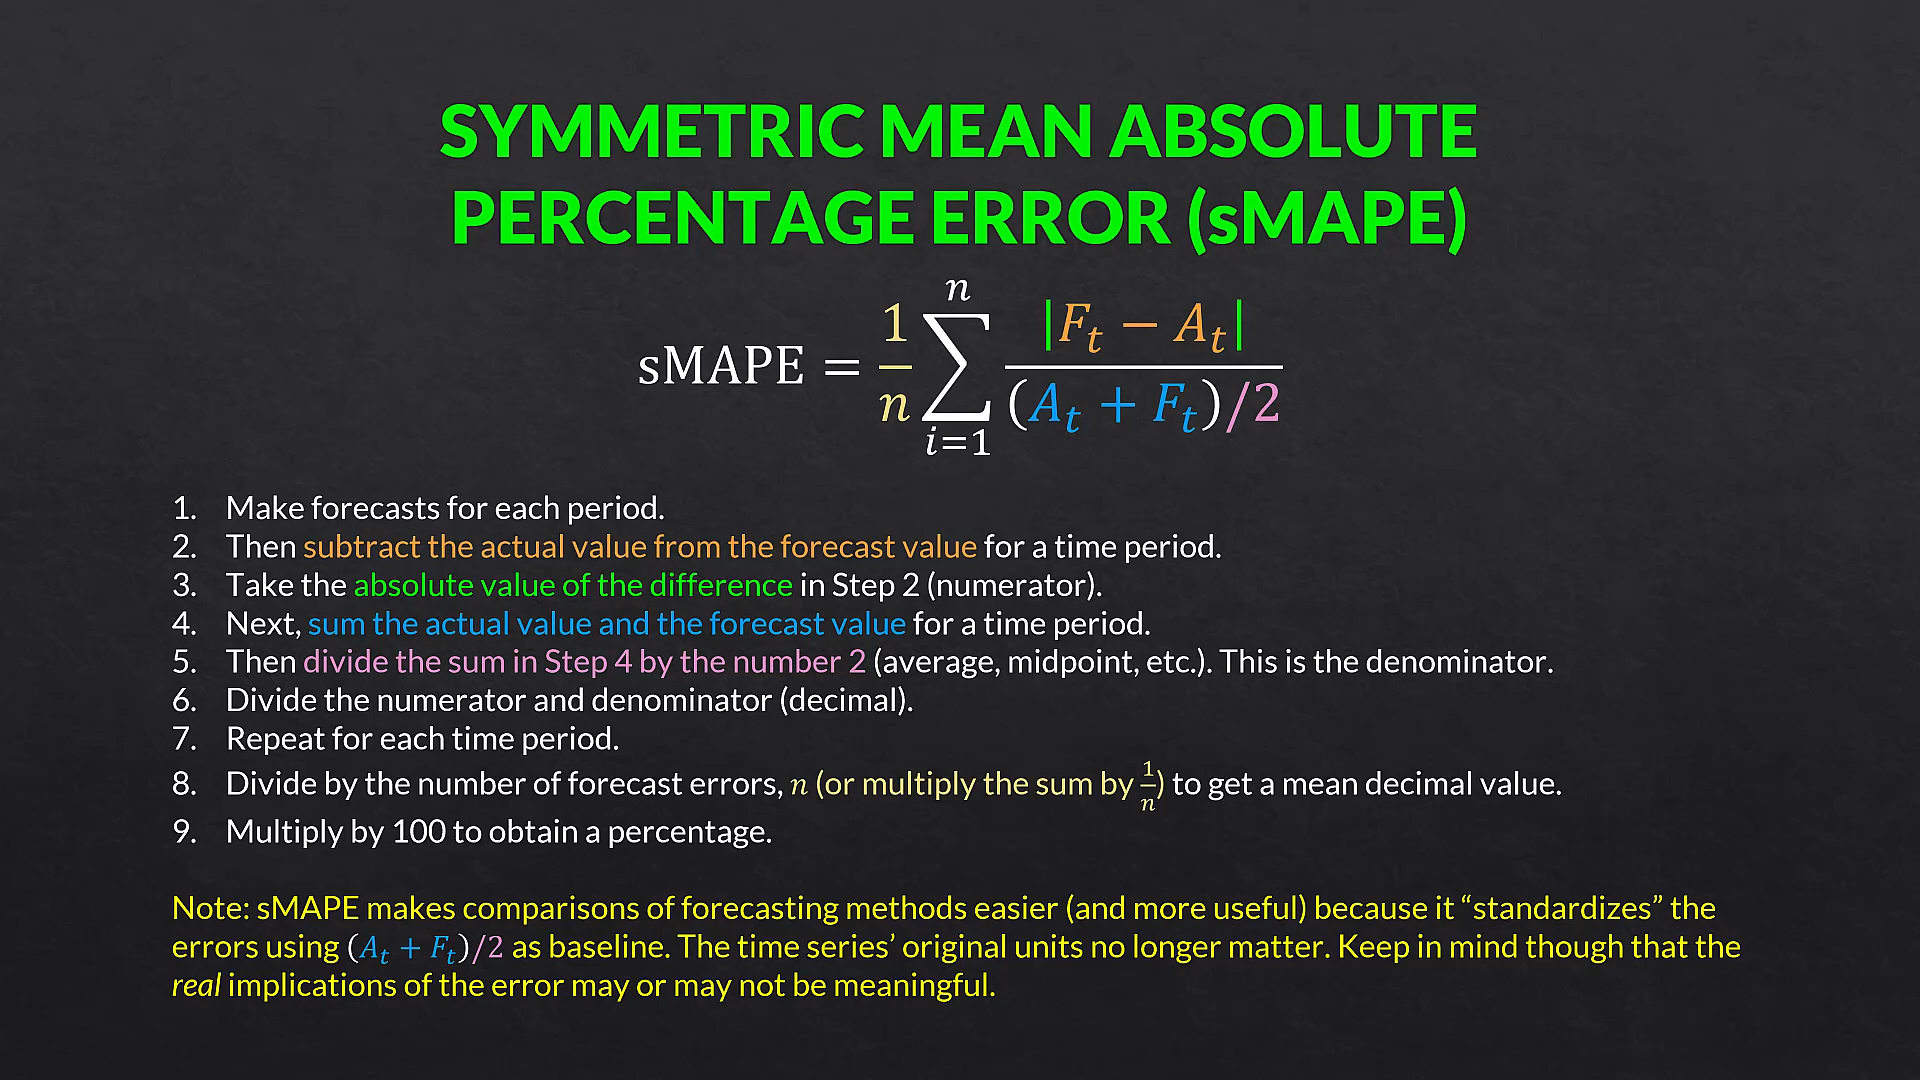 SYMMETRIC MEAN ABSOLUTE
PERCENTAGE ERROR (sMAPE)
sMAPE = \frac{1}{n} \sum_{i=1}^{n} \frac{|F_t − A_t|}{(A_t + F_t)/2}
1. Make forecasts for each period.
2. Then subtract the actual value from the forecast value for a time period.
3. Take the absolute value of the difference in Step 2 (numerator).
4. Next, sum the actual value and the forecast value for a time period.
5. Then divide the sum in Step 4 by the number 2 (average, midpoint, etc.). This is the denominator.
6. Divide the numerator and denominator (decimal).
7. Repeat for each time period.
8. Divide by the number of forecast errors, n (or multiply the sum by \frac{1}{n}) to get a mean decimal value.
9. Multiply by 100 to obtain a percentage.
Note: sMAPE makes comparisons of forecasting methods easier (and more useful) because it “standardizes” the
errors using (A_t + F_t)/2 as baseline. The time series’ original units no longer matter. Keep in mind though that the
real implications of the error may or may not be meaningful.